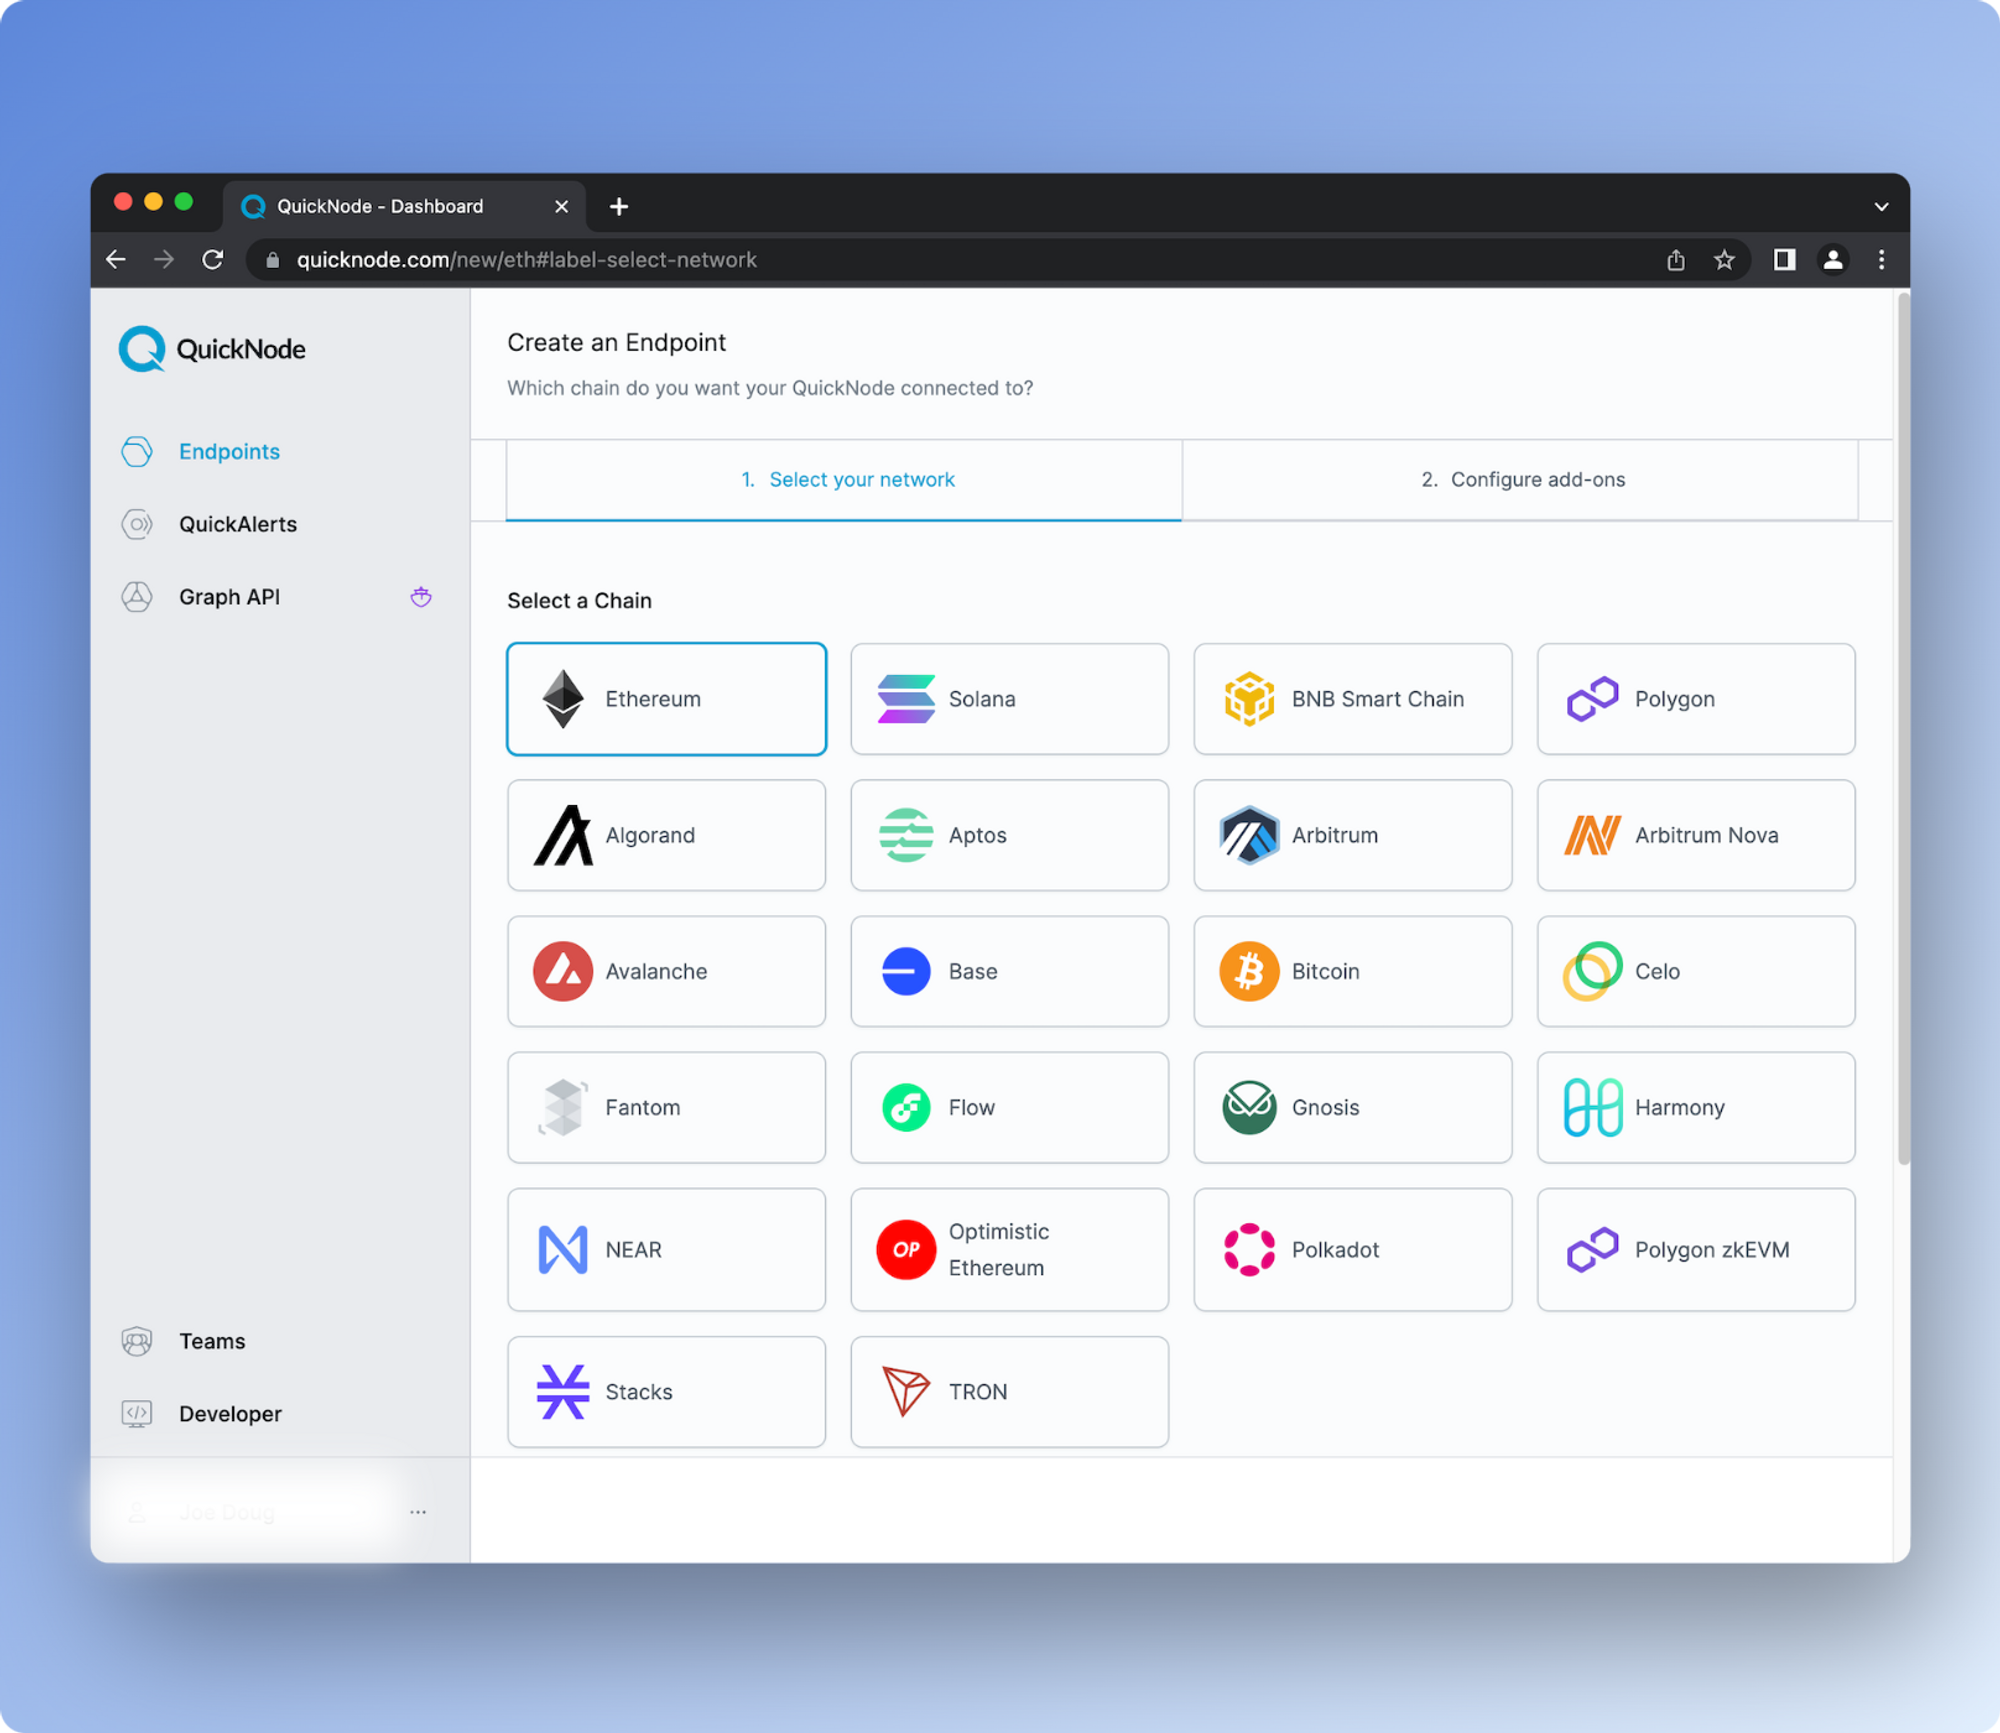 QuickNode - Dashboard
quicknode.com/new/eth#label-select-network
QuickNode
Endpoints
QuickAlerts
Graph API
Teams
Developer
Joe Doug
Create an Endpoint
Which chain do you want your QuickNode connected to?
1. Select your network
2. Configure add-ons
Select a Chain
Ethereum
Solana
BNB Smart Chain
Polygon
Algorand
Aptos
Arbitrum
Arbitrum Nova
Avalanche
Base
Bitcoin
Celo
Fantom
Flow
Gnosis
Harmony
NEAR
OP
Optimistic
Ethereum
Polkadot
Polygon zkEVM
Stacks
TRON